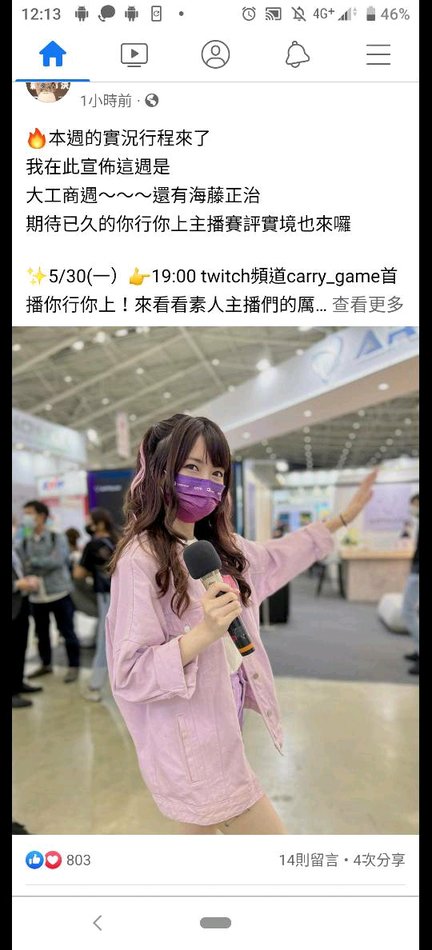 12:13
4G+
46%
1小時前 ·
🔥本週的實況行程來了
我在此宣佈這週是
大工商週～～～還有海藤正治
期待已久的你行你上主播賽評實境也來囉
✨5/30(一）👉19:00 twitch頻道carry_game首
播你行你上！來看看素人主播們的厲... 查看更多
803
14則留言 · 4次分享